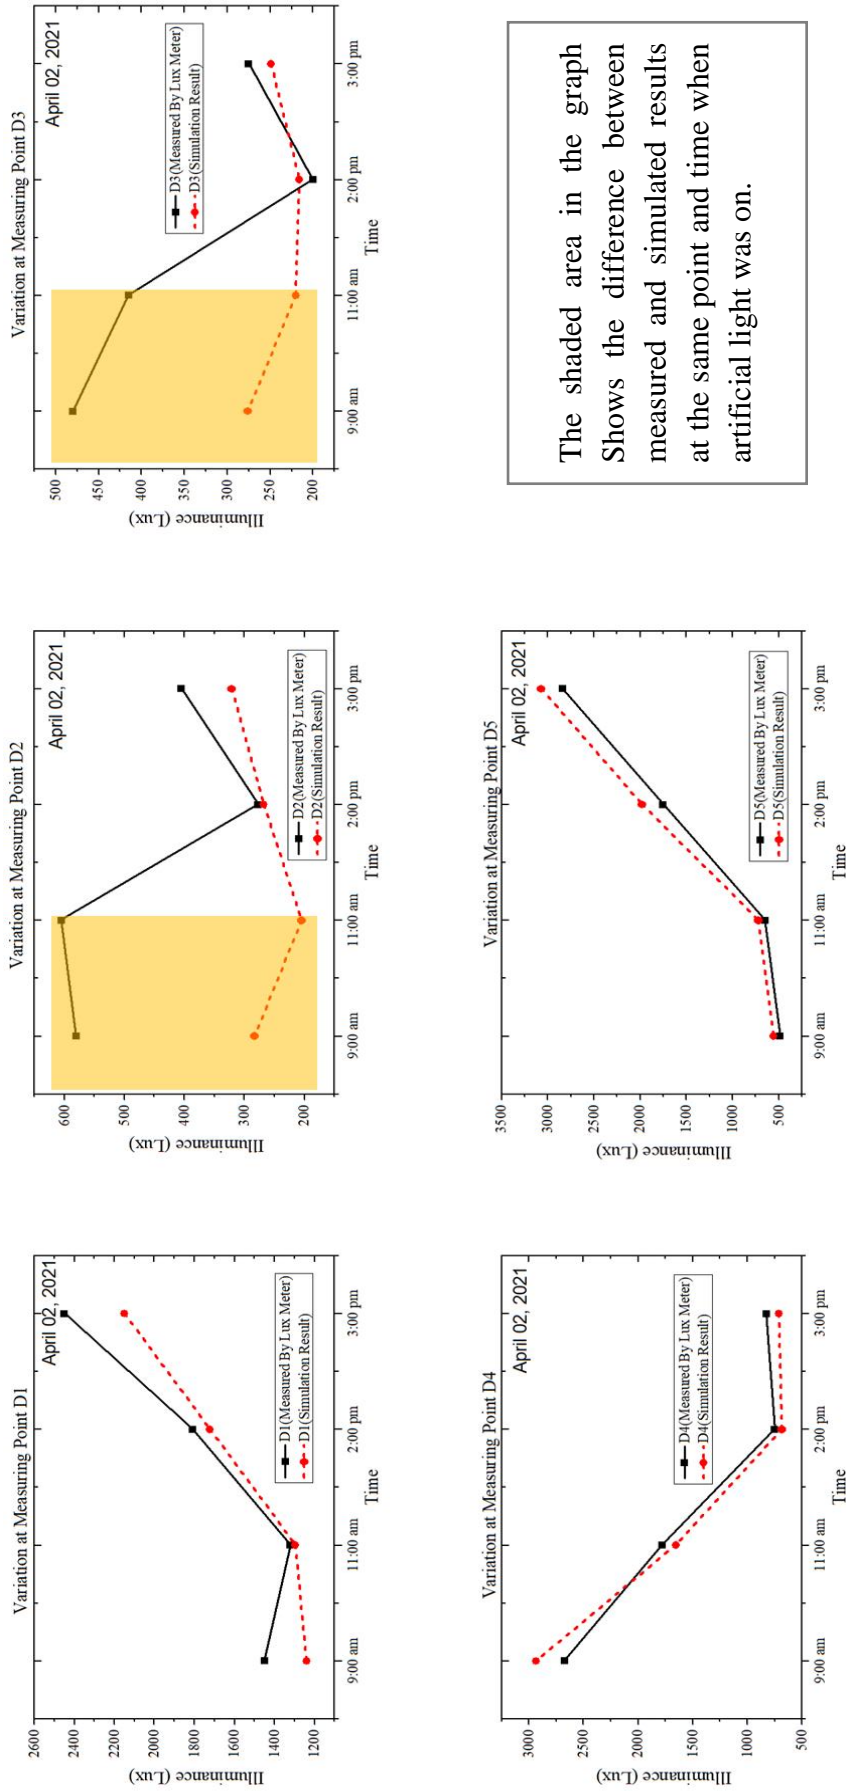 Variation at Measuring Point D1
April 02, 2021
2600
2400
2200
2000
1800
1600
1400
1200
Illuminance (Lux)
D1(Measured By Lux Meter)
D1(Simulation Result)
9:00 am
11:00 am
2:00 pm
3:00 pm
Time
Variation at Measuring Point D2
April 02, 2021
600
500
400
300
200
Illuminance (Lux)
D2(Measured By Lux Meter)
D2(Simulation Result)
9:00 am
11:00 am
2:00 pm
3:00 pm
Time
Variation at Measuring Point D3
April 02, 2021
500
450
400
350
300
250
200
Illuminance (Lux)
D3(Measured By Lux Meter)
D3(Simulation Result)
9:00 am
11:00 am
2:00 pm
3:00 pm
Time
Variation at Measuring Point D4
April 02, 2021
3000
2500
2000
1500
1000
500
Illuminance (Lux)
D4(Measured By Lux Meter)
D4(Simulation Result)
9:00 am
11:00 am
2:00 pm
3:00 pm
Time
Variation at Measuring Point D5
April 02, 2021
3500
3000
2500
2000
1500
1000
500
Illuminance (Lux)
D5(Measured By Lux Meter)
D5(Simulation Result)
9:00 am
11:00 am
2:00 pm
3:00 pm
Time
The shaded area in the graph
Shows the difference between
measured and simulated results
at the same point and time when
artificial light was on.